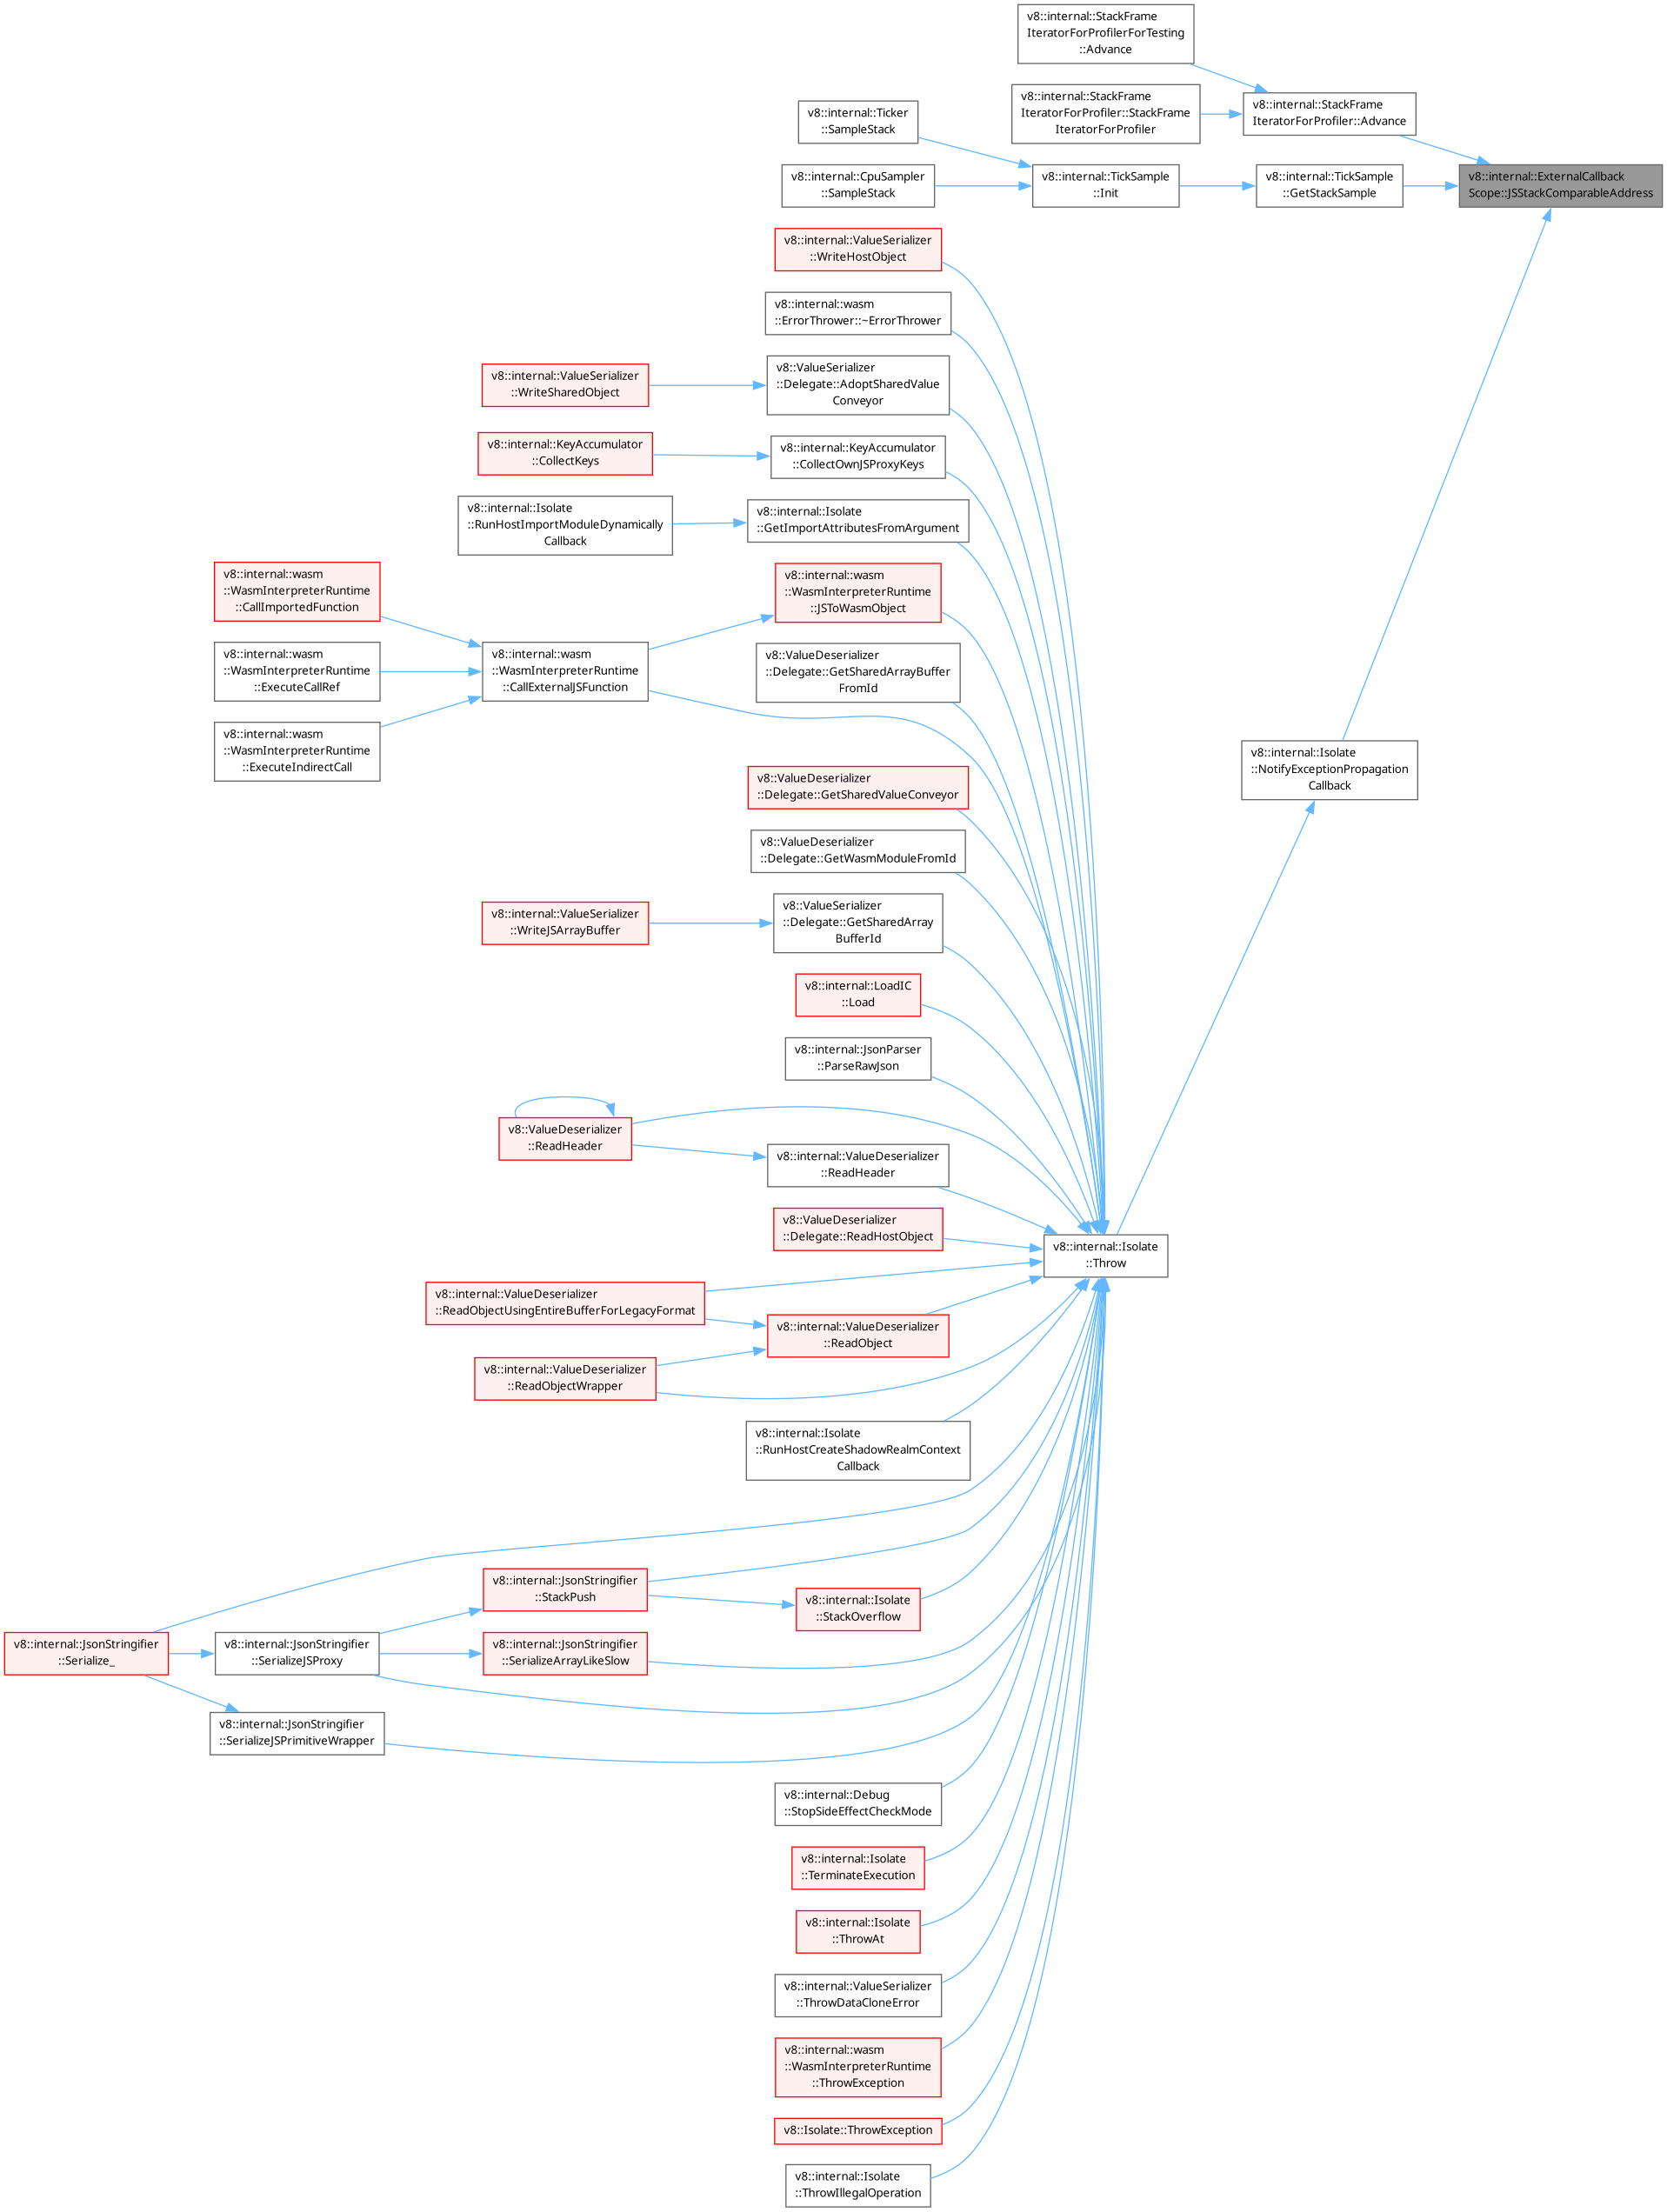 v8::internal::StackFrame
IteratorForProfilerForTesting
::Advance
v8::internal::StackFrame
IteratorForProfiler::StackFrame
IteratorForProfiler
v8::internal::StackFrame
IteratorForProfiler::Advance
v8::internal::Ticker
::SampleStack
v8::internal::CpuSampler
::SampleStack
v8::internal::TickSample
::Init
v8::internal::TickSample
::GetStackSample
v8::internal::ExternalCallback
Scope::JSStackComparableAddress
v8::internal::ValueSerializer
::WriteHostObject
v8::internal::wasm
::ErrorThrower::~ErrorThrower
v8::internal::ValueSerializer
::WriteSharedObject
v8::ValueSerializer
::Delegate::AdoptSharedValue
Conveyor
v8::internal::KeyAccumulator
::CollectKeys
v8::internal::KeyAccumulator
::CollectOwnJSProxyKeys
v8::internal::Isolate
::RunHostImportModuleDynamically
Callback
v8::internal::Isolate
::GetImportAttributesFromArgument
v8::internal::wasm
::WasmInterpreterRuntime
::CallImportedFunction
v8::internal::wasm
::WasmInterpreterRuntime
::JSToWasmObject
v8::internal::wasm
::WasmInterpreterRuntime
::ExecuteCallRef
v8::internal::wasm
::WasmInterpreterRuntime
::CallExternalJSFunction
v8::ValueDeserializer
::Delegate::GetSharedArrayBuffer
FromId
v8::internal::wasm
::WasmInterpreterRuntime
::ExecuteIndirectCall
v8::ValueDeserializer
::Delegate::GetSharedValueConveyor
v8::internal::Isolate
::NotifyExceptionPropagation
Callback
v8::ValueDeserializer
::Delegate::GetWasmModuleFromId
v8::internal::ValueSerializer
::WriteJSArrayBuffer
v8::ValueSerializer
::Delegate::GetSharedArray
BufferId
v8::internal::LoadIC
::Load
v8::internal::JsonParser
::ParseRawJson
v8::ValueDeserializer
::ReadHeader
v8::internal::ValueDeserializer
::ReadHeader
v8::ValueDeserializer
::Delegate::ReadHostObject
v8::internal::Isolate
::Throw
v8::internal::ValueDeserializer
::ReadObjectUsingEntireBufferForLegacyFormat
v8::internal::ValueDeserializer
::ReadObject
v8::internal::ValueDeserializer
::ReadObjectWrapper
v8::internal::Isolate
::RunHostCreateShadowRealmContext
Callback
v8::internal::JsonStringifier
::StackPush
v8::internal::Isolate
::StackOverflow
v8::internal::JsonStringifier
::Serialize_
v8::internal::JsonStringifier
::SerializeJSProxy
v8::internal::JsonStringifier
::SerializeArrayLikeSlow
v8::internal::JsonStringifier
::SerializeJSPrimitiveWrapper
v8::internal::Debug
::StopSideEffectCheckMode
v8::internal::Isolate
::TerminateExecution
v8::internal::Isolate
::ThrowAt
v8::internal::ValueSerializer
::ThrowDataCloneError
v8::internal::wasm
::WasmInterpreterRuntime
::ThrowException
v8::Isolate::ThrowException
v8::internal::Isolate
::ThrowIllegalOperation